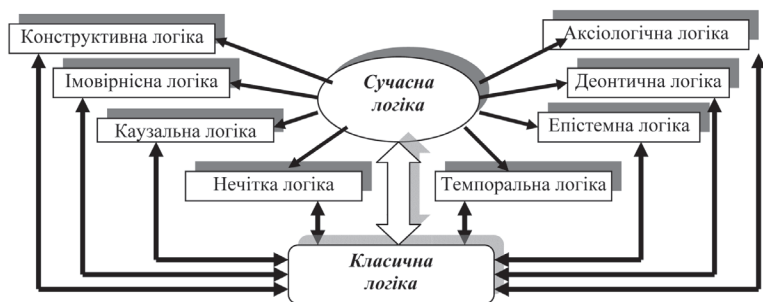 Конструктивна логіка
Аксіологічна логіка
Імовірнісна логіка
Сучасна
логіка
Деонтична логіка
Каузальна логіка
Епістемна логіка
Нечітка логіка
Темпоральна логіка
Класична
логіка